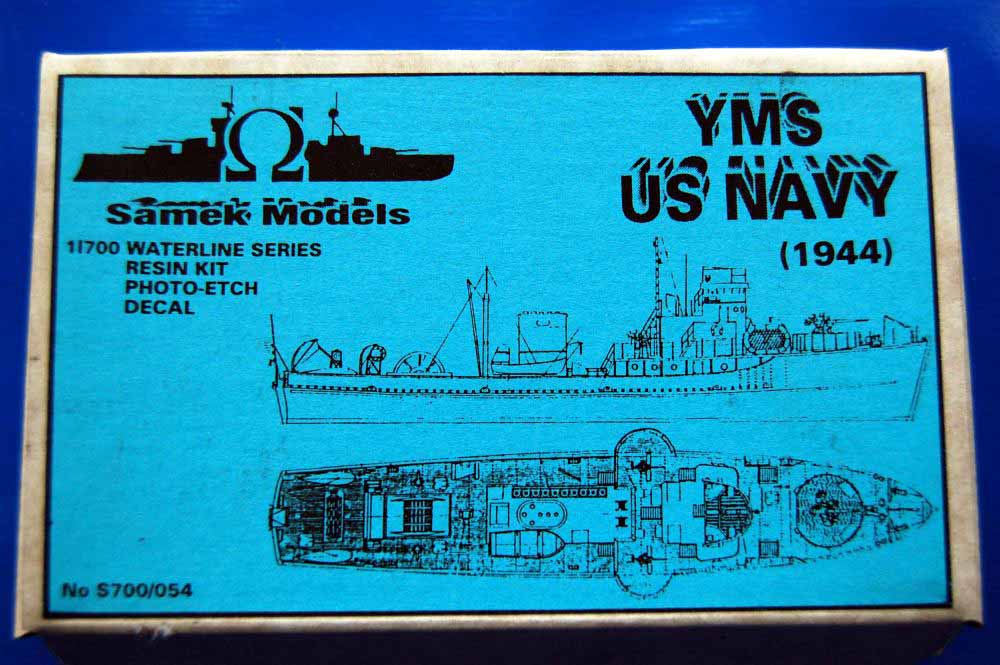 Ω
Samek Models
1/700 WATERLINE SERIES
RESIN KIT
PHOTO-ETCH
DECAL
YMS
US NAVY
(1944)
No S700/054